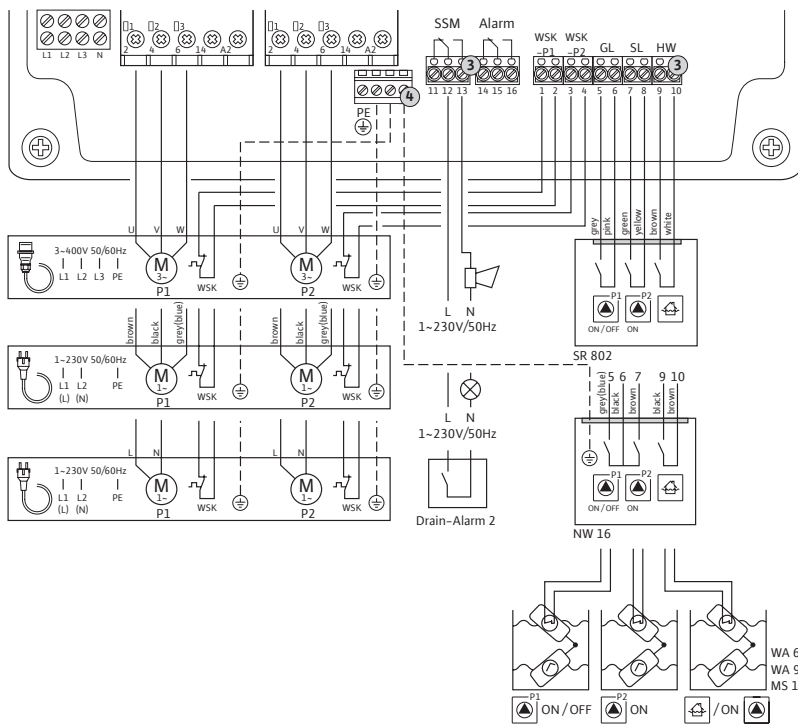 L1 L2 L3 N
1 2 3
2 4 6 14 A2
1 2 3
2 4 6 14 A2
PE
4
SSM Alarm
3
11 12 13 14 15 16
WSK -P1 WSK -P2 GL SL HW
3
1 2 3 4 5 6 7 8 9 10
U V W
U V W
3~400V 50/60Hz
L1 L2 L3 PE
M 3~
P1
WSK
M 3~
P2
WSK
L N
1~230V/50Hz
grey
pink
green
yellow
brown
white
P1
P2
ON/OFF ON
SR 802
brown
black
grey(blue)
brown
black
grey(blue)
1~230V 50/60Hz
L1 L2 PE
(L) (N)
M 1~
P1
WSK
M 1~
P2
WSK
L N
1~230V/50Hz
Drain-Alarm 2
5 6 7 9 10
grey(blue)
black
brown
black
brown
P1
P2
ON/OFF ON
NW 16
L N
L N
1~230V 50/60Hz
L1 L2 PE
(L) (N)
M 1~
P1
WSK
M 1~
P2
WSK
WA 6
WA 9
MS 1
P1
ON/OFF
P2
ON
/ON